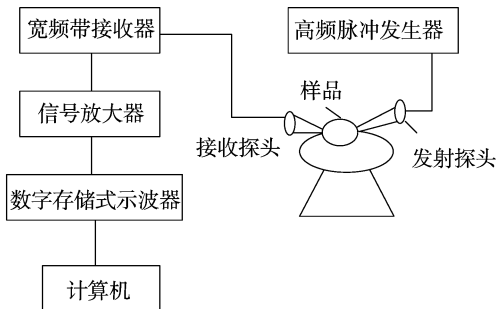 宽频带接收器
高频脉冲发生器
样品
信号放大器
接收探头
发射探头
数字存储式示波器
计算机